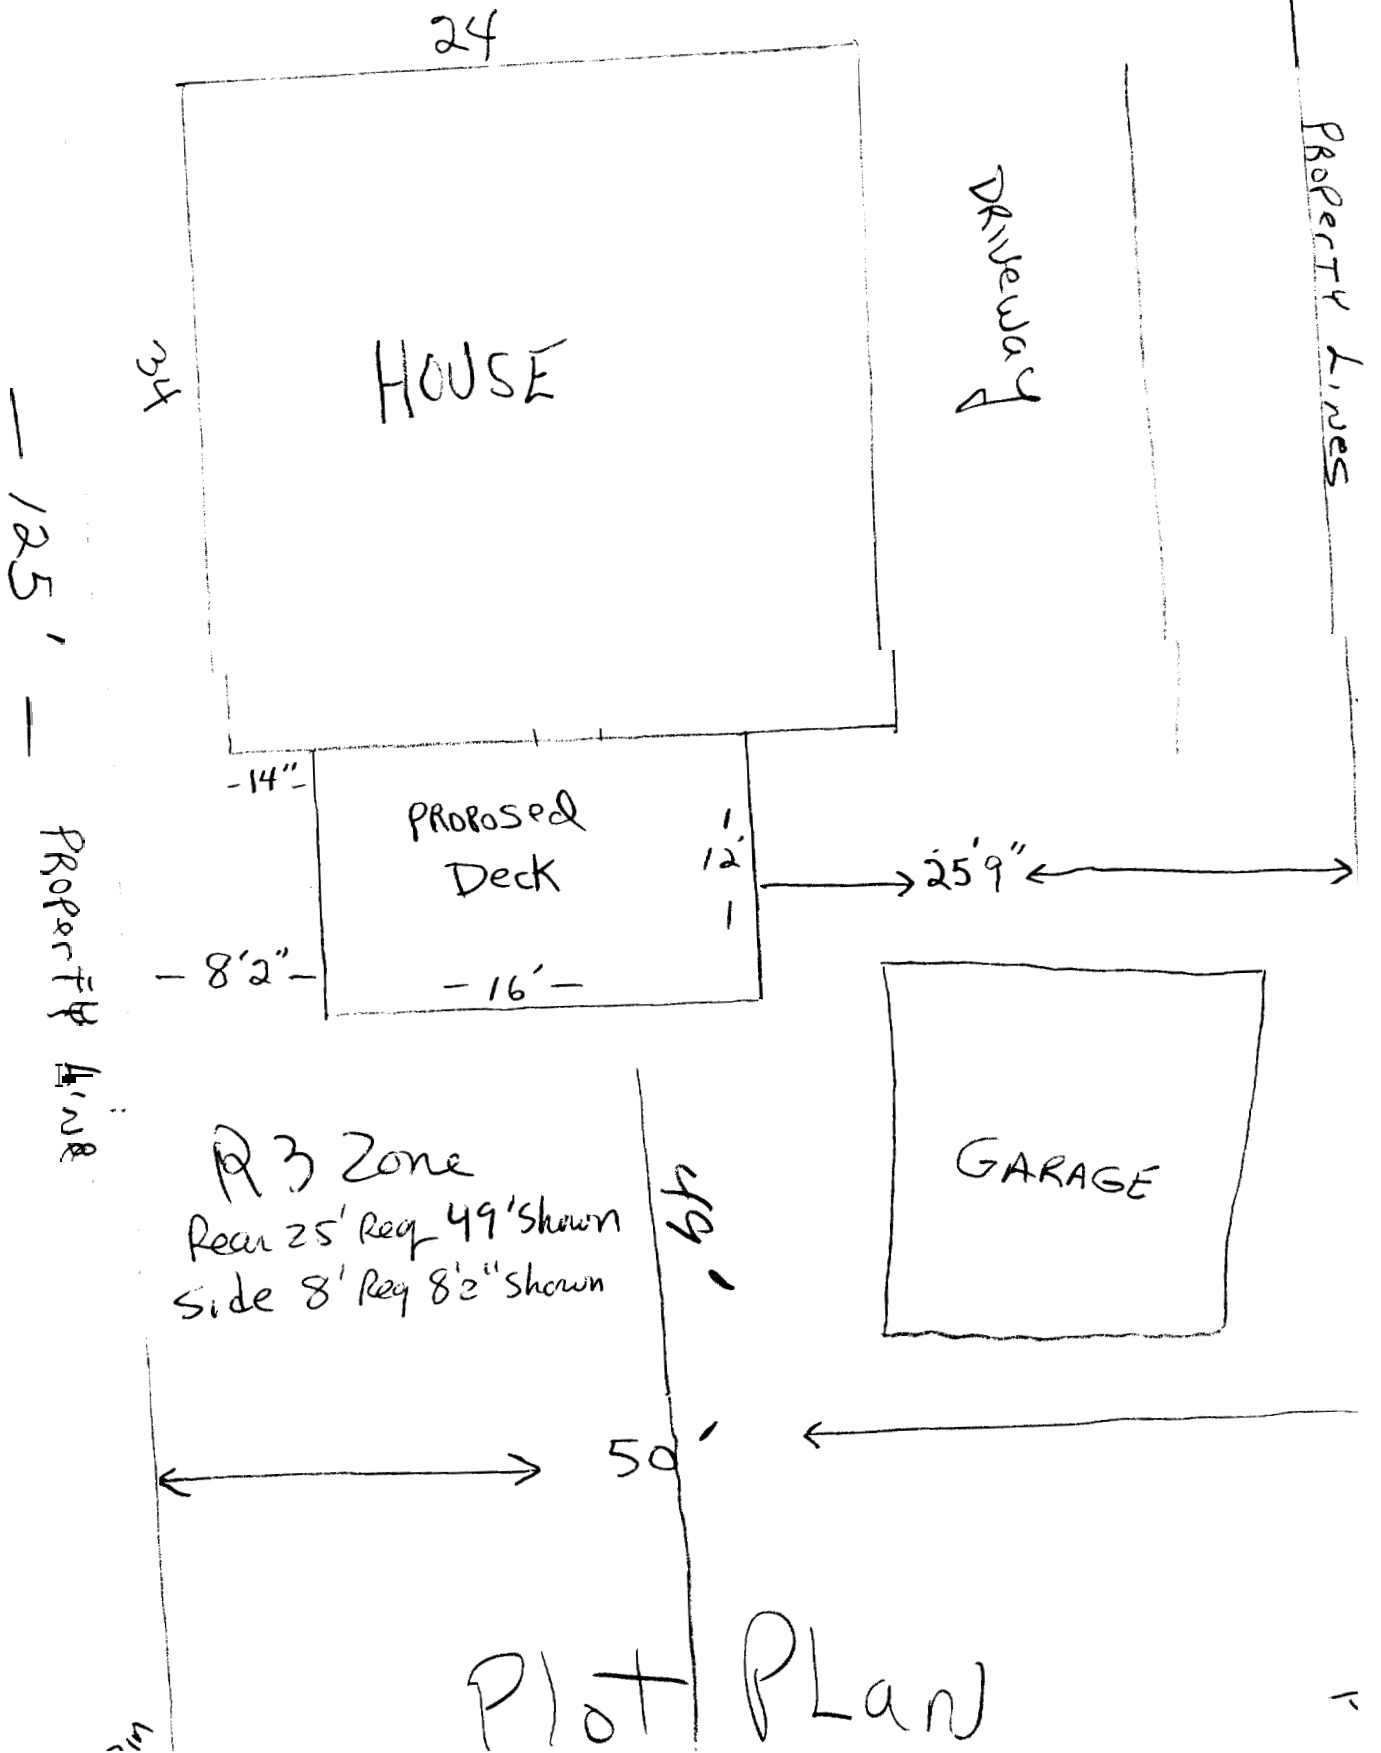 24
HOUSE
34
DRIVEWAY
PROPERTY LINES
— 125' —
PROPERTY LINE
-14"-
PROPOSED
Deck
12'
25'9"
- 8'2" -
- 16' -
GARAGE
R3 Zone
Rear 25' Req 49' Shown
Side 8' Req 8'2" Shown
49'
50'
Plot PLAN